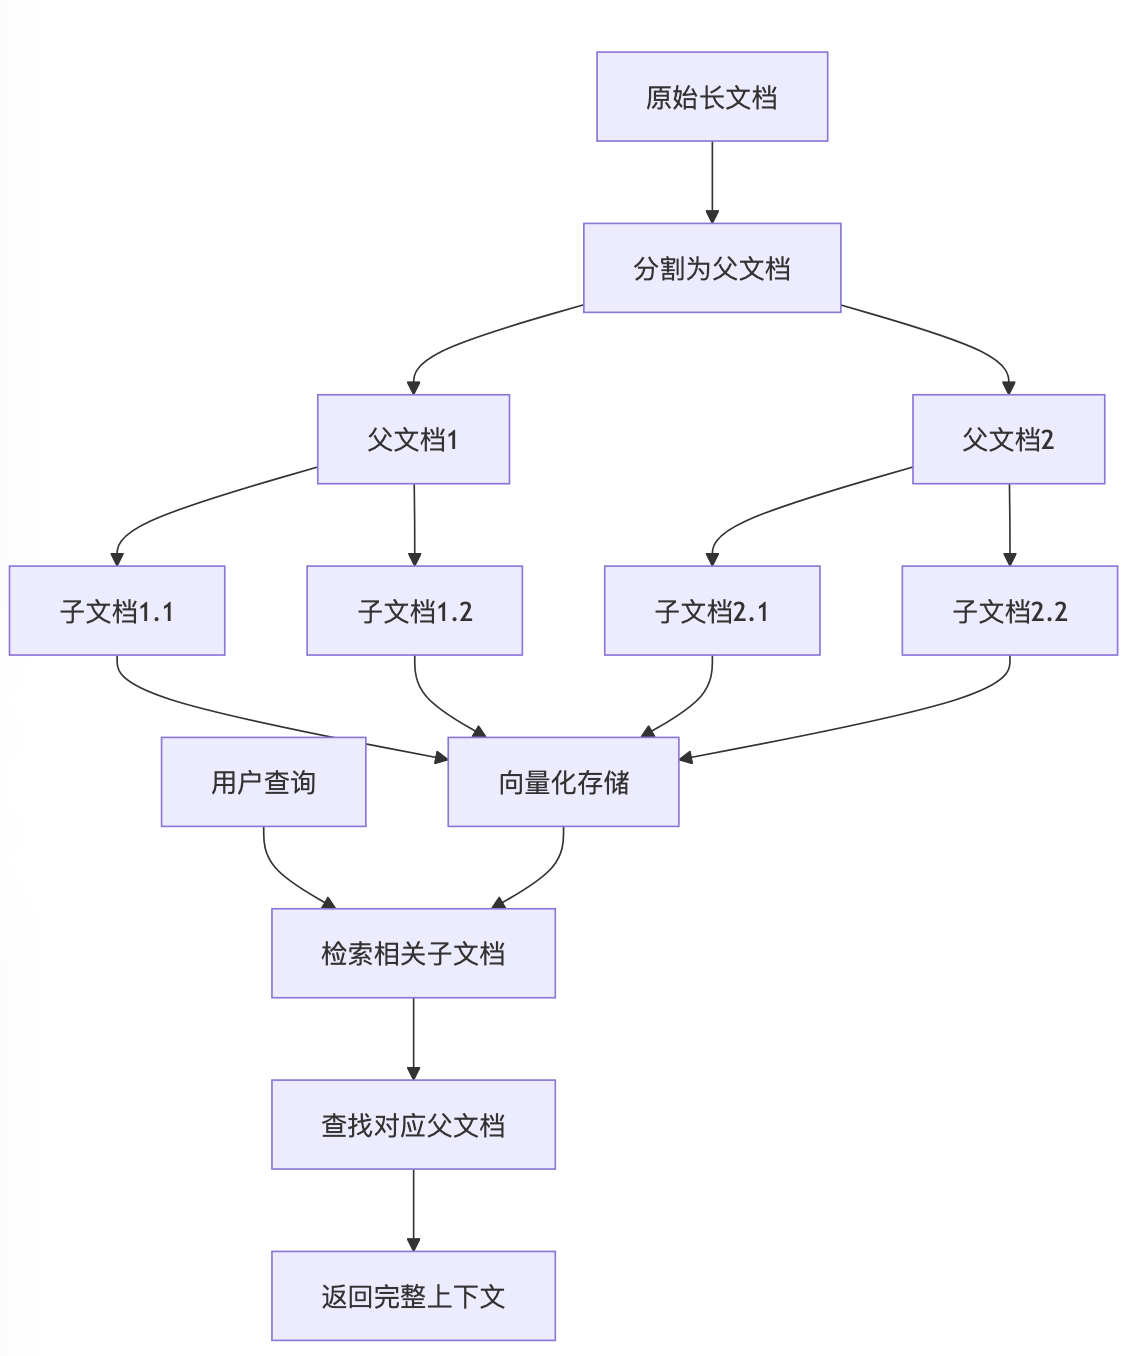 原始长文档
分割为父文档
父文档1
父文档2
子文档1.1
子文档1.2
子文档2.1
子文档2.2
用户查询
向量化存储
检索相关子文档
查找对应父文档
返回完整上下文